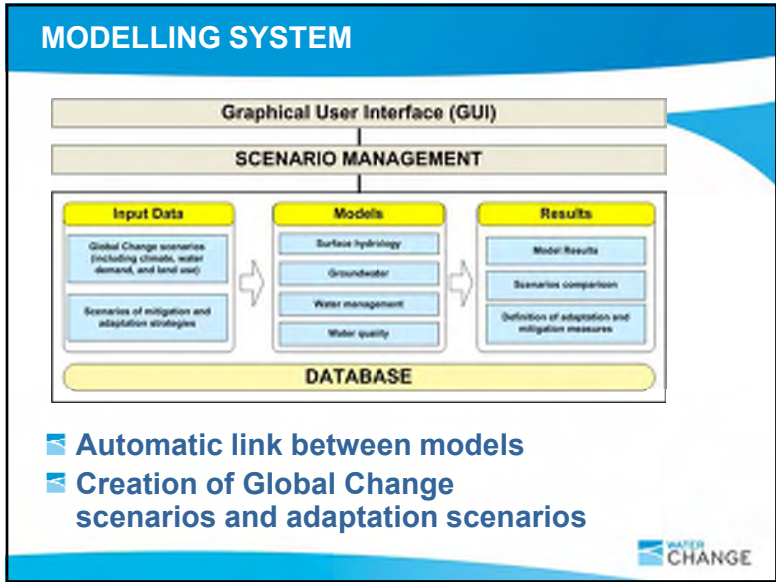 MODELLING SYSTEM
Graphical User Interface (GUI)
SCENARIO MANAGEMENT
Input Data
Global Change scenarios
(including climate, water
demand, and land use)
Scenarios of mitigation and
adaptation strategies
Models
Surface hydrology
Groundwater
Water management
Water quality
Results
Model Results
Scenarios comparison
Definition of adaptation and
mitigation measures
DATABASE
Automatic link between models
Creation of Global Change
scenarios and adaptation scenarios
WATER
CHANGE